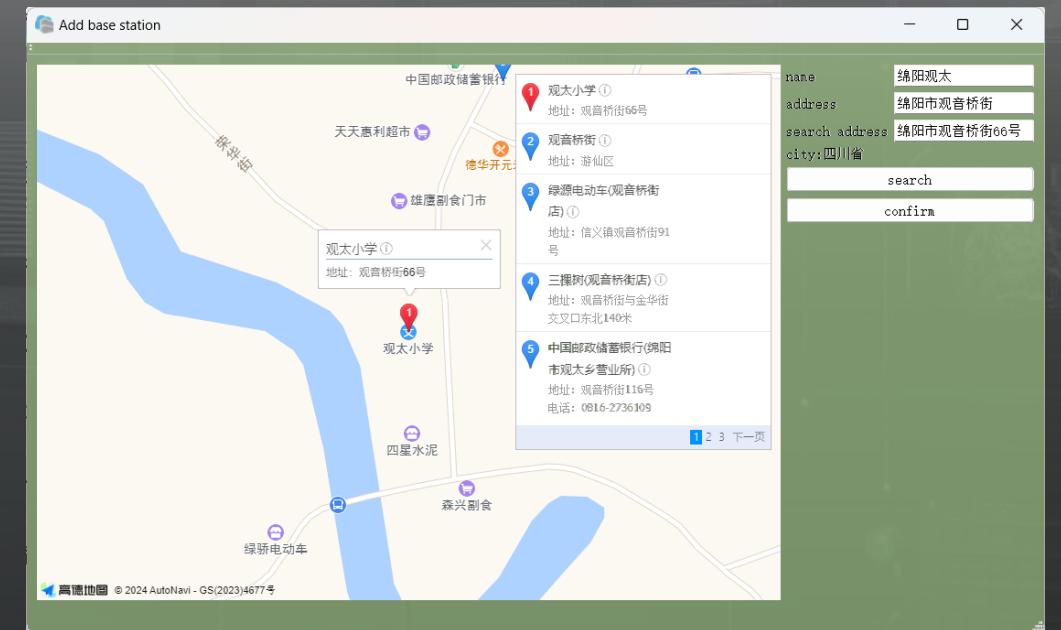 Add base station
中国邮政储蓄银行
天天惠利超市
荣华街
德华开元
雄鹰副食门市
观太小学
地址：观音桥街66号
1
观太小学
四星水泥
森兴副食
绿骄电动车
高德地图 © 2024 AutoNavi - GS(2023)4677号
1 观太小学
地址：观音桥街66号
2 观音桥街
地址：游仙区
3 绿源电动车(观音桥街
店)
地址：信义镇观音桥街91
号
4 三棵树(观音桥街店)
地址：观音桥街与金华街
交叉口东北140米
5 中国邮政储蓄银行(绵阳
市观太乡营业所)
地址：观音桥街116号
电话：0816-2736109
1 2 3 下一页
name 绵阳观太
address 绵阳市观音桥街
search address 绵阳市观音桥街66号
city:四川省
search
confirm